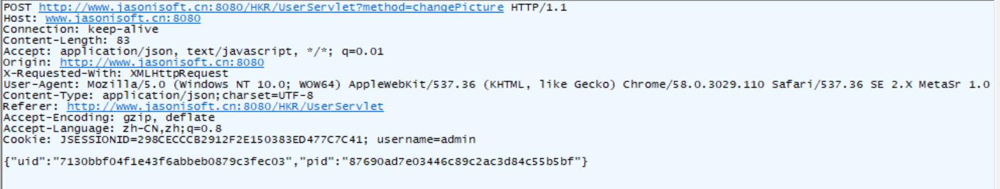 POST http://www.jasonisoft.cn:8080/HKR/UserServlet?method=changePicture HTTP/1.1
Host: www.jasonisoft.cn:8080
Connection: keep-alive
Content-Length: 83
Accept: application/json, text/javascript, */*; q=0.01
Origin: http://www.jasonisoft.cn:8080
X-Requested-With: XMLHttpRequest
User-Agent: Mozilla/5.0 (Windows NT 10.0; WOW64) AppleWebKit/537.36 (KHTML, like Gecko) Chrome/58.0.3029.110 Safari/537.36 SE 2.X MetaSr 1.0
Content-Type: application/json;charset=UTF-8
Referer: http://www.jasonisoft.cn:8080/HKR/UserServlet
Accept-Encoding: gzip, deflate
Accept-Language: zh-CN,zh;q=0.8
Cookie: JSESSIONID=298CECCCB2912F2E150383ED477C7C41; username=admin
{"uid":"7130bbf04f1e43f6abbeb0879c3fec03","pid":"87690ad7e03446c89c2ac3d84c55b5bf"}